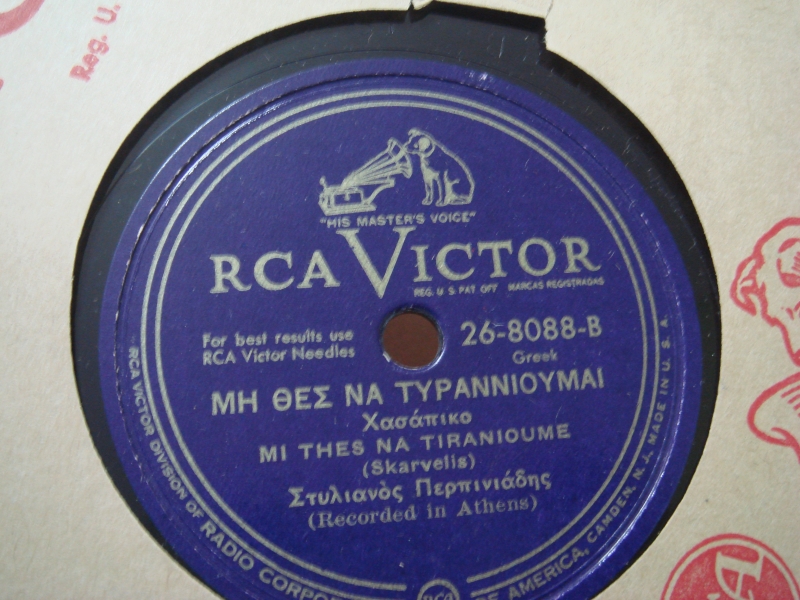 Reg. U.
"HIS MASTER'S VOICE"
RCA VICTOR
REG. U S PAT OFF MARCAS REGISTRADAS
For best results use
RCA Victor Needles
26-8088-B
Greek
ΜΗ ΘΕΣ ΝΑ ΤΥΡΑΝΝΙΟΥΜΑΙ
Χασάπικο
MI THES NA TIRANIOUME
(Skarvelis)
Στυλιανὸς Περπινιάδης
(Recorded in Athens)
RCA VICTOR DIVISION OF RADIO CORPOR
RCA
AMERICA, CAMDEN, N. J. MADE IN U. S. A.